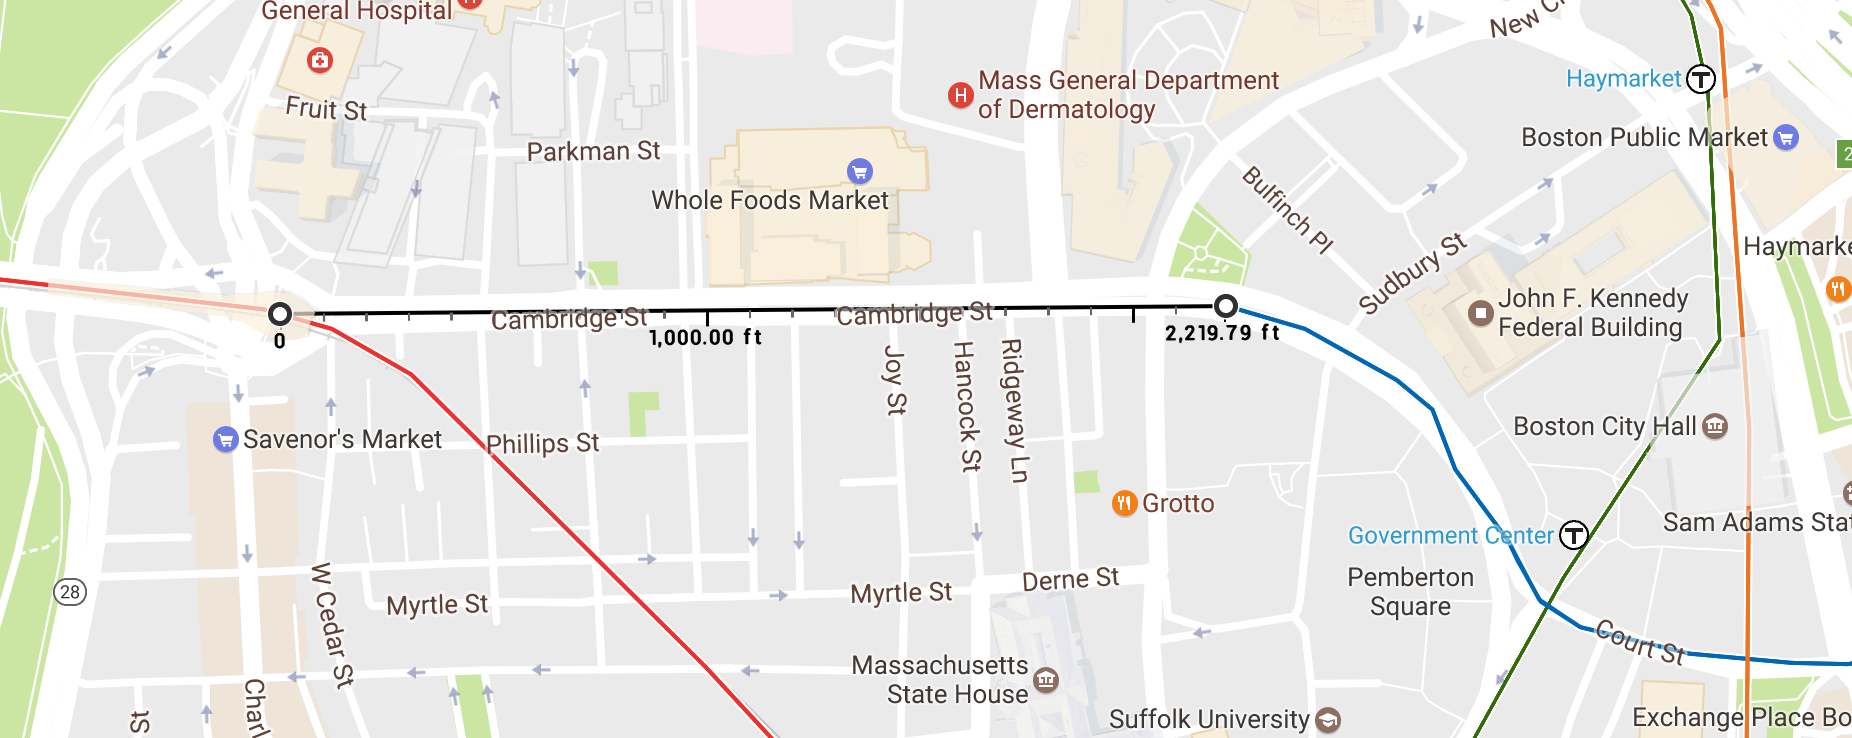 General Hospital
New
Fruit St
Mass General Department
of Dermatology
Haymarket
Boston Public Market
Parkman St
Whole Foods Market
Bulfinch Pl
Sudbury St
Haymarke
John F. Kennedy
Federal Building
Cambridge St
Cambridge St
0
1,000.00 ft
2,219.79 ft
Joy St
Hancock St
Ridgeway Ln
Boston City Hall
Savenor's Market
Phillips St
Grotto
Government Center
Sam Adams Stat
28
W Cedar St
Myrtle St
Myrtle St
Derne St
Pemberton
Square
Court St
Massachusetts
State House
Charl
St
Suffolk University
Exchange Place Bo
H
T
T
2